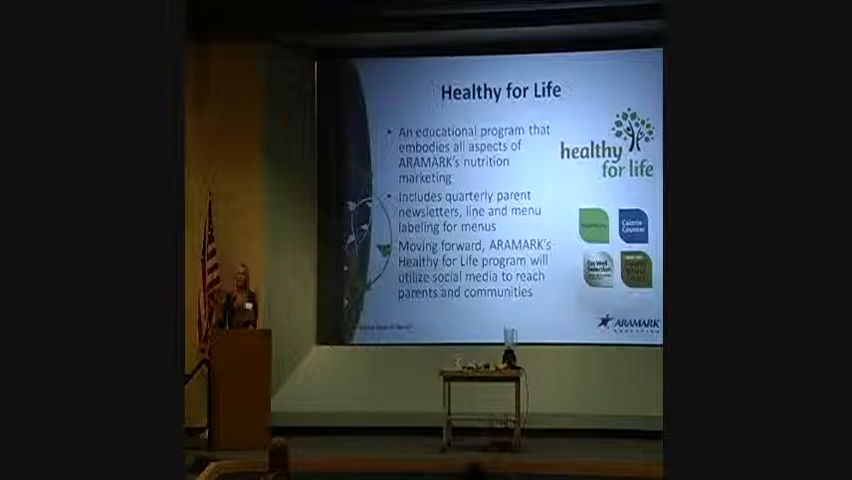 Healthy for Life
• An educational program that
embodies all aspects of
ARAMARK's nutrition
marketing
• Includes quarterly parent
newsletters, line and menu
labeling for menus
Moving forward, ARAMARK's
Healthy for Life program will
utilize social media to reach
parents and communities
healthy
for life
Calorie
Counter
Eat Well
ARAMARK